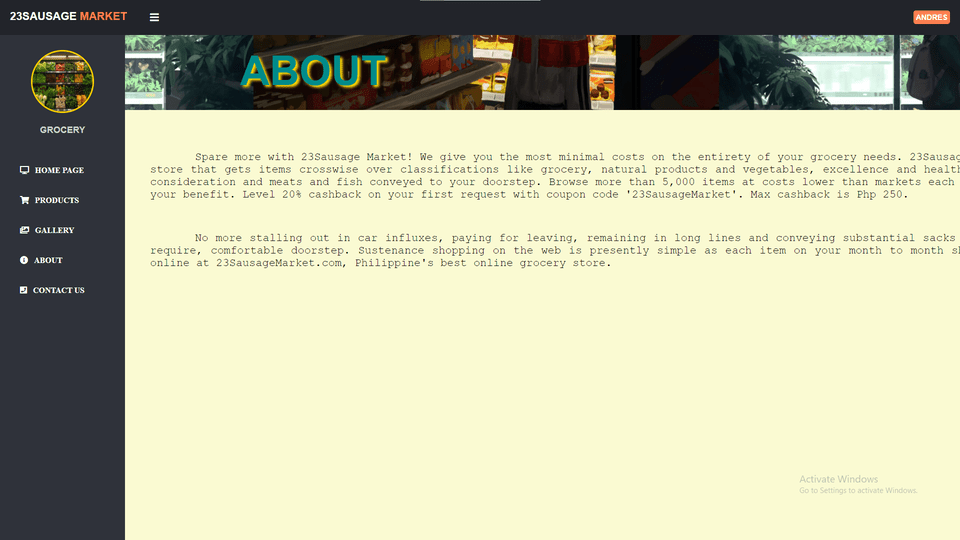 23SAUSAGE MARKET
ANDRES
GROCERY
HOME PAGE
PRODUCTS
GALLERY
ABOUT
CONTACT US
ABOUT
Spare more with 23Sausage Market! We give you the most minimal costs on the entirety of your grocery needs. 23Sausag
store that gets items crosswise over classifications like grocery, natural products and vegetables, excellence and health
consideration and meats and fish conveyed to your doorstep. Browse more than 5,000 items at costs lower than markets each
your benefit. Level 20% cashback on your first request with coupon code '23SausageMarket'. Max cashback is Php 250.
No more stalling out in car influxes, paying for leaving, remaining in long lines and conveying substantial sacks
require, comfortable doorstep. Sustenance shopping on the web is presently simple as each item on your month to month sh
online at 23SausageMarket.com, Philippine's best online grocery store.
Activate Windows
Go to Settings to activate Windows.